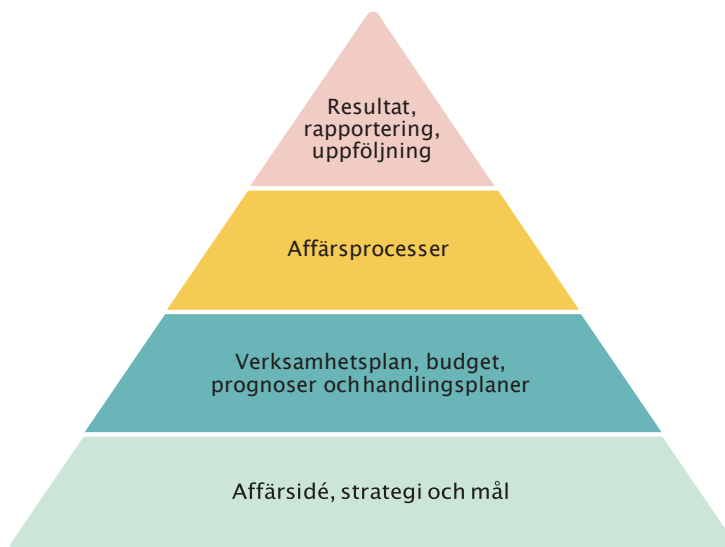 Resultat,
rapportering,
uppföljning
Affärsprocesser
Verksamhetsplan, budget,
prognoser och handlingsplaner
Affärsidé, strategi och mål